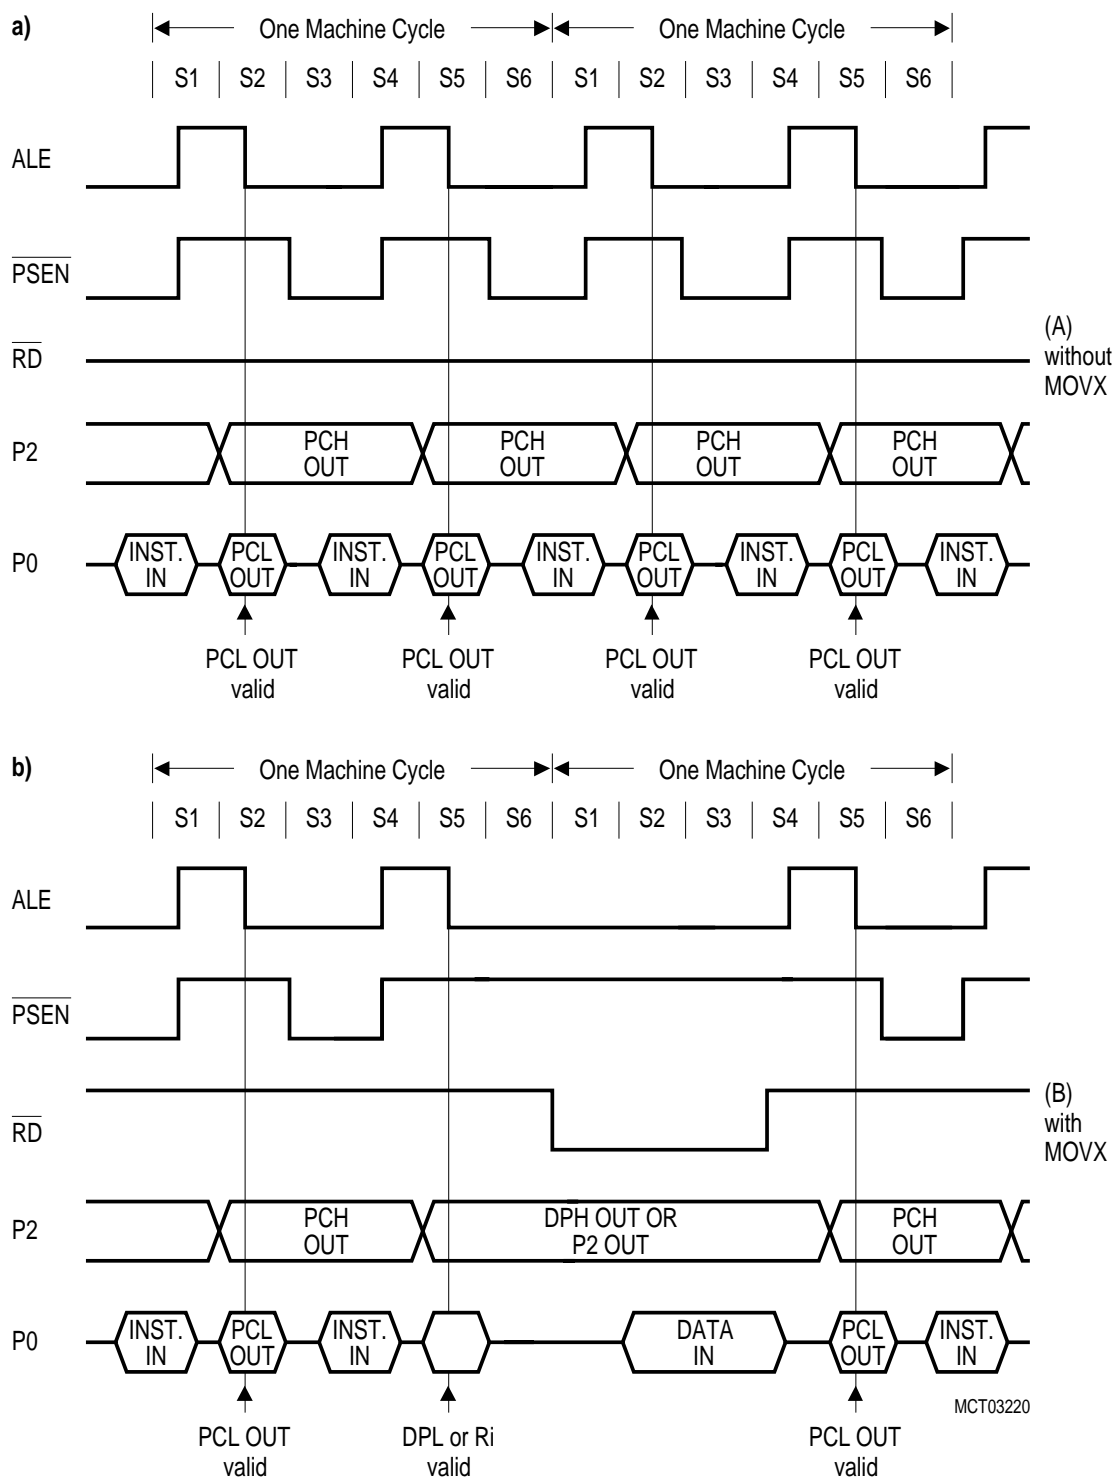 a)
One Machine Cycle One Machine Cycle
S1 S2 S3 S4 S5 S6 S1 S2 S3 S4 S5 S6
ALE
PSEN
RD
(A)
without
MOVX
P2
PCH PCH PCH PCH
OUT OUT OUT OUT
P0
INST. PCL INST. PCL INST. PCL INST. PCL INST.
IN OUT IN OUT IN OUT IN OUT IN
PCL OUT PCL OUT PCL OUT PCL OUT
valid valid valid valid
b)
One Machine Cycle One Machine Cycle
S1 S2 S3 S4 S5 S6 S1 S2 S3 S4 S5 S6
ALE
PSEN
RD
(B)
with
MOVX
P2
PCH DPH OUT OR PCH
OUT P2 OUT OUT
P0
INST. PCL INST. DATA PCL INST.
IN OUT IN IN OUT IN
MCT03220
PCL OUT DPL or Ri PCL OUT
valid valid valid